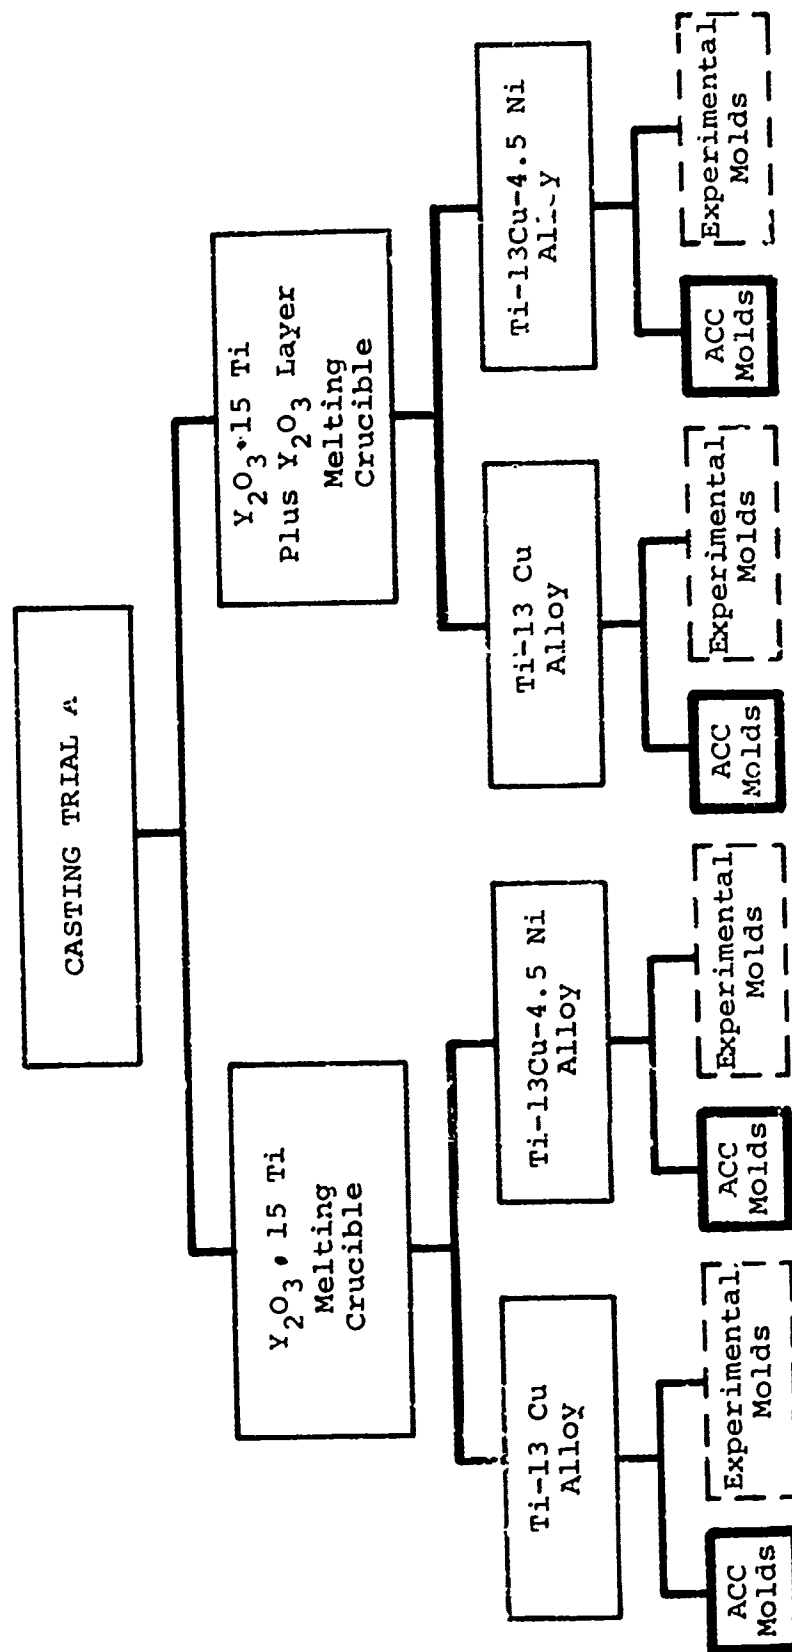 CASTING TRIAL A
Y2O3 • 15 Ti
Melting
Crucible
Y2O3 • 15 Ti
Plus Y2O3 Layer
Melting
Crucible
Ti-13 Cu
Alloy
Ti-13Cu-4.5 Ni
Alloy
Ti-13 Cu
Alloy
Ti-13Cu-4.5 Ni
Alloy
ACC
Molds
Experimental
Molds
ACC
Molds
Experimental
Molds
ACC
Molds
Experimental
Molds
ACC
Molds
Experimental
Molds